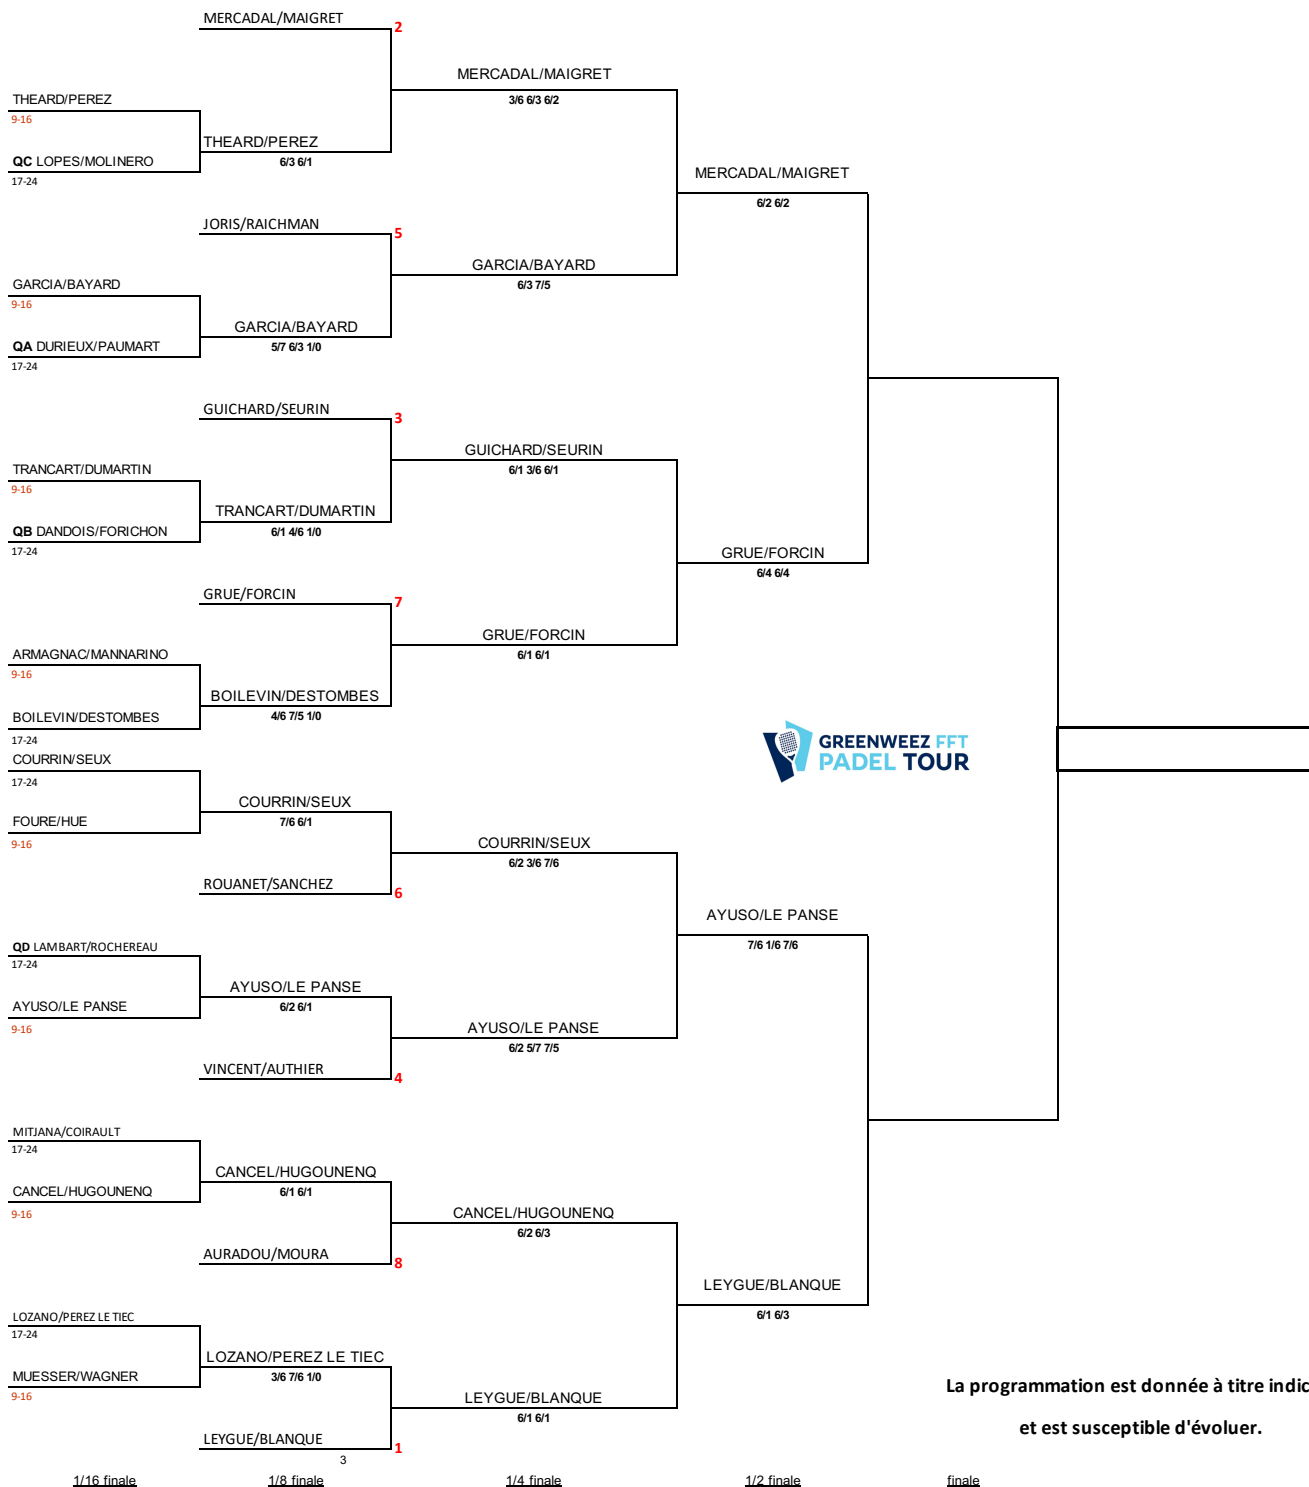 MERCADAL/MAIGRET
2
MERCADAL/MAIGRET
3/6 6/3 6/2
THEARD/PEREZ
9-16
THEARD/PEREZ
6/3 6/1
QC LOPES/MOLINERO
17-24
MERCADAL/MAIGRET
6/2 6/2
JORIS/RAICHMAN
5
GARCIA/BAYARD
6/3 7/5
GARCIA/BAYARD
9-16
GARCIA/BAYARD
5/7 6/3 1/0
QA DURIEUX/PAUMART
17-24
GUICHARD/SEURIN
3
GUICHARD/SEURIN
6/1 3/6 6/1
TRANCART/DUMARTIN
9-16
TRANCART/DUMARTIN
6/1 4/6 1/0
QB DANDOIS/FORICHON
17-24
GRUE/FORCIN
6/4 6/4
GRUE/FORCIN
7
GRUE/FORCIN
6/1 6/1
ARMAGNAC/MANNARINO
9-16
BOILEVIN/DESTOMBES
4/6 7/5 1/0
BOILEVIN/DESTOMBES
17-24
GREENWEEZ FFT
PADEL TOUR
COURRIN/SEUX
17-24
COURRIN/SEUX
7/6 6/1
FOURE/HUE
9-16
COURRIN/SEUX
6/2 3/6 7/6
ROUANET/SANCHEZ
6
AYUSO/LE PANSE
7/6 1/6 7/6
QD LAMBART/ROCHEREAU
17-24
AYUSO/LE PANSE
6/2 6/1
AYUSO/LE PANSE
9-16
AYUSO/LE PANSE
6/2 5/7 7/5
VINCENT/AUTHIER
4
MITJANA/COIRAULT
17-24
CANCEL/HUGOUNENQ
6/1 6/1
CANCEL/HUGOUNENQ
9-16
CANCEL/HUGOUNENQ
6/2 6/3
AURADOU/MOURA
8
LEYGUE/BLANQUE
6/1 6/3
LOZANO/PEREZ LE TIEC
17-24
LOZANO/PEREZ LE TIEC
3/6 7/6 1/0
MUESSER/WAGNER
9-16
LEYGUE/BLANQUE
6/1 6/1
LEYGUE/BLANQUE
1
3
La programmation est donnée à titre indic
et est susceptible d'évoluer.
1/16 finale
1/8 finale
1/4 finale
1/2 finale
finale